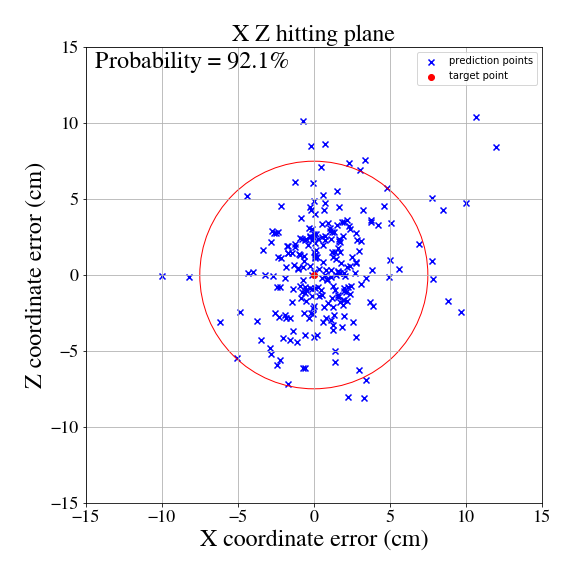 X Z hitting plane
Probability = 92.1%
prediction points
target point
15
10
5
0
−5
−10
−15
Z coordinate error (cm)
−15 −10 −5 0 5 10 15
X coordinate error (cm)